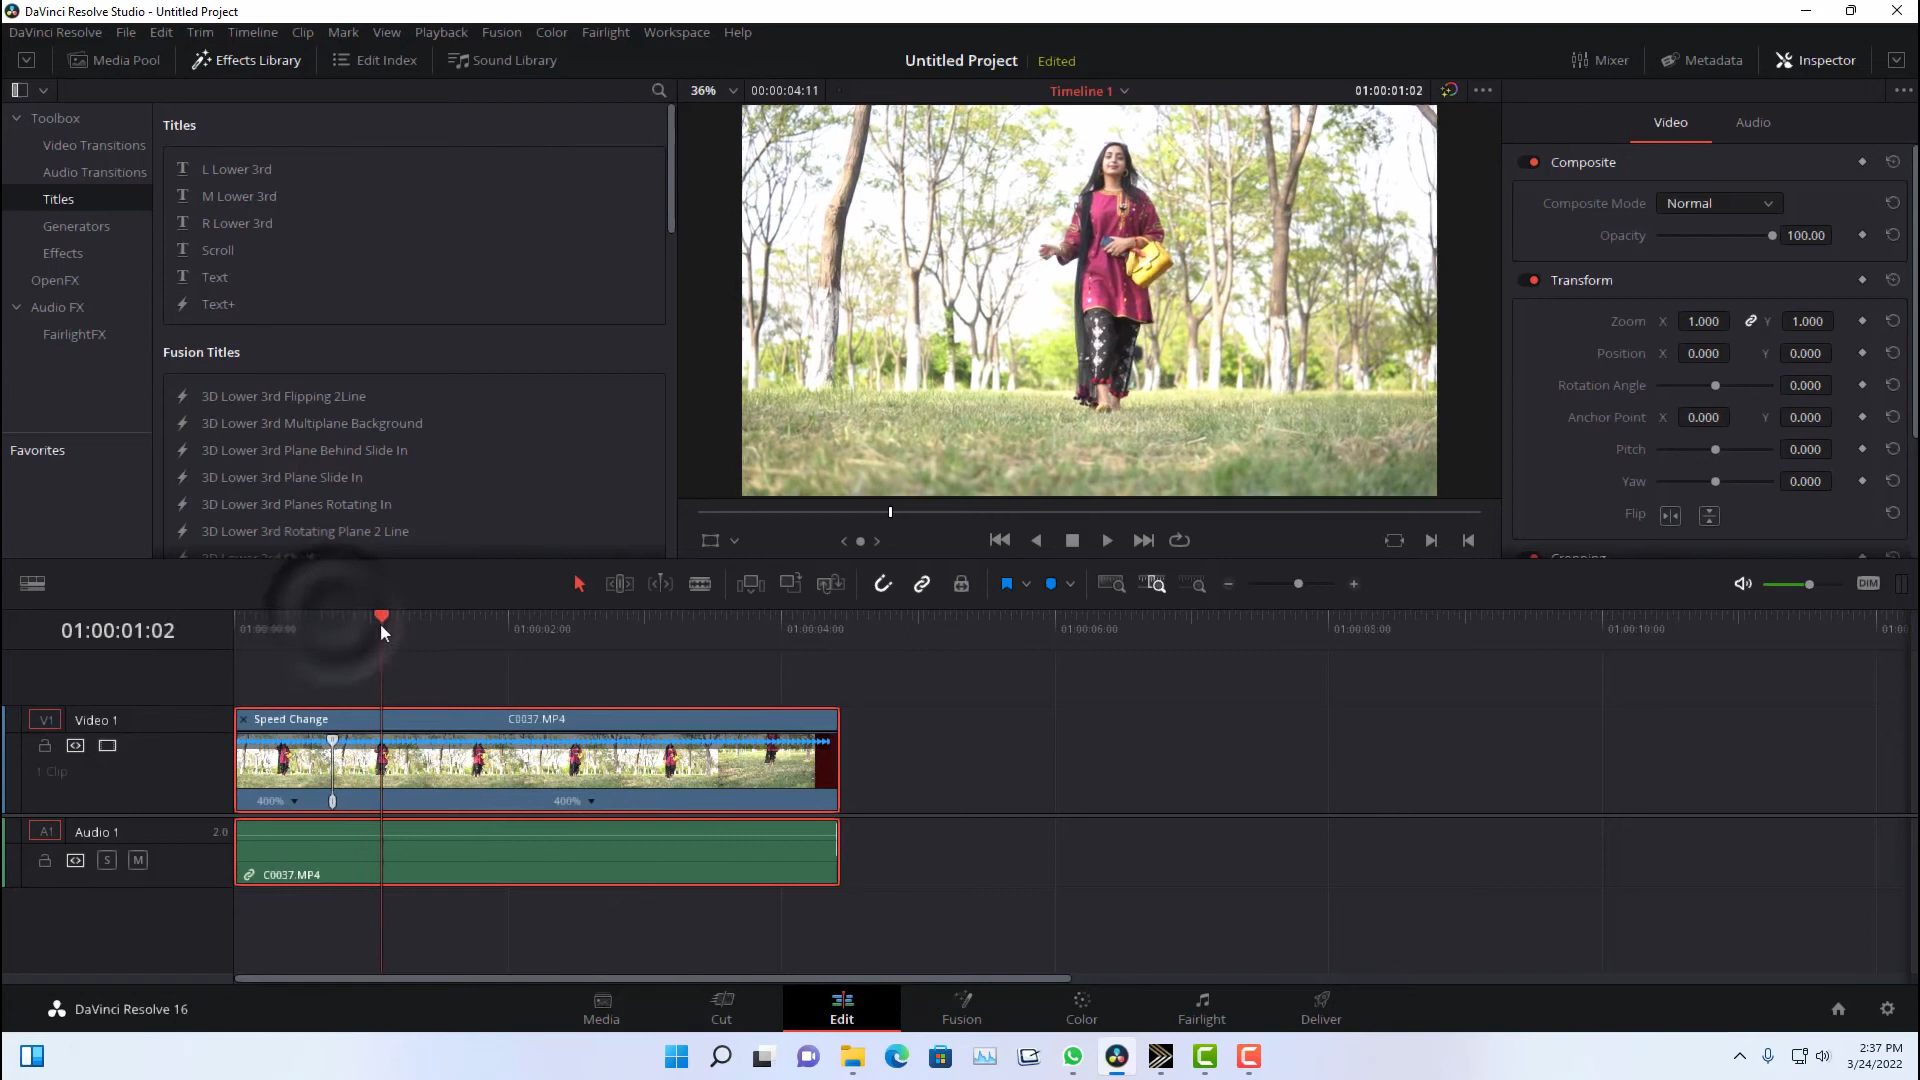 DaVinci Resolve Studio - Untitled Project
DaVinci Resolve File Edit Trim Timeline Clip Mark View Playback Fusion Color Fairlight Workspace Help
Media Pool Effects Library Edit Index Sound Library Untitled Project Edited Mixer Metadata Inspector
36% 00:00:04:11 Timeline 1 01:00:01:02
Toolbox
Video Transitions
Audio Transitions
Titles
Generators
Effects
OpenFX
Audio FX
FairlightFX
Favorites
Titles
L Lower 3rd
M Lower 3rd
R Lower 3rd
Scroll
Text
Text+
Fusion Titles
3D Lower 3rd Flipping 2Line
3D Lower 3rd Multiplane Background
3D Lower 3rd Plane Behind Slide In
3D Lower 3rd Plane Slide In
3D Lower 3rd Planes Rotating In
3D Lower 3rd Rotating Plane 2 Line
Video Audio
Composite
Composite Mode Normal
Opacity 100.00
Transform
Zoom X 1.000 Y 1.000
Position X 0.000 Y 0.000
Rotation Angle 0.000
Anchor Point X 0.000 Y 0.000
Pitch 0.000
Yaw 0.000
Flip
Cropping
DIM
01:00:01:02
01:00:00:00 01:00:02:00 01:00:04:00 01:00:06:00 01:00:08:00 01:00:10:00
V1 Video 1
1 Clip
Speed Change C0037.MP4
400% 400%
A1 Audio 1 2.0
S M
C0037.MP4
DaVinci Resolve 16
Media Cut Edit Fusion Color Fairlight Deliver
2:37 PM
3/24/2022